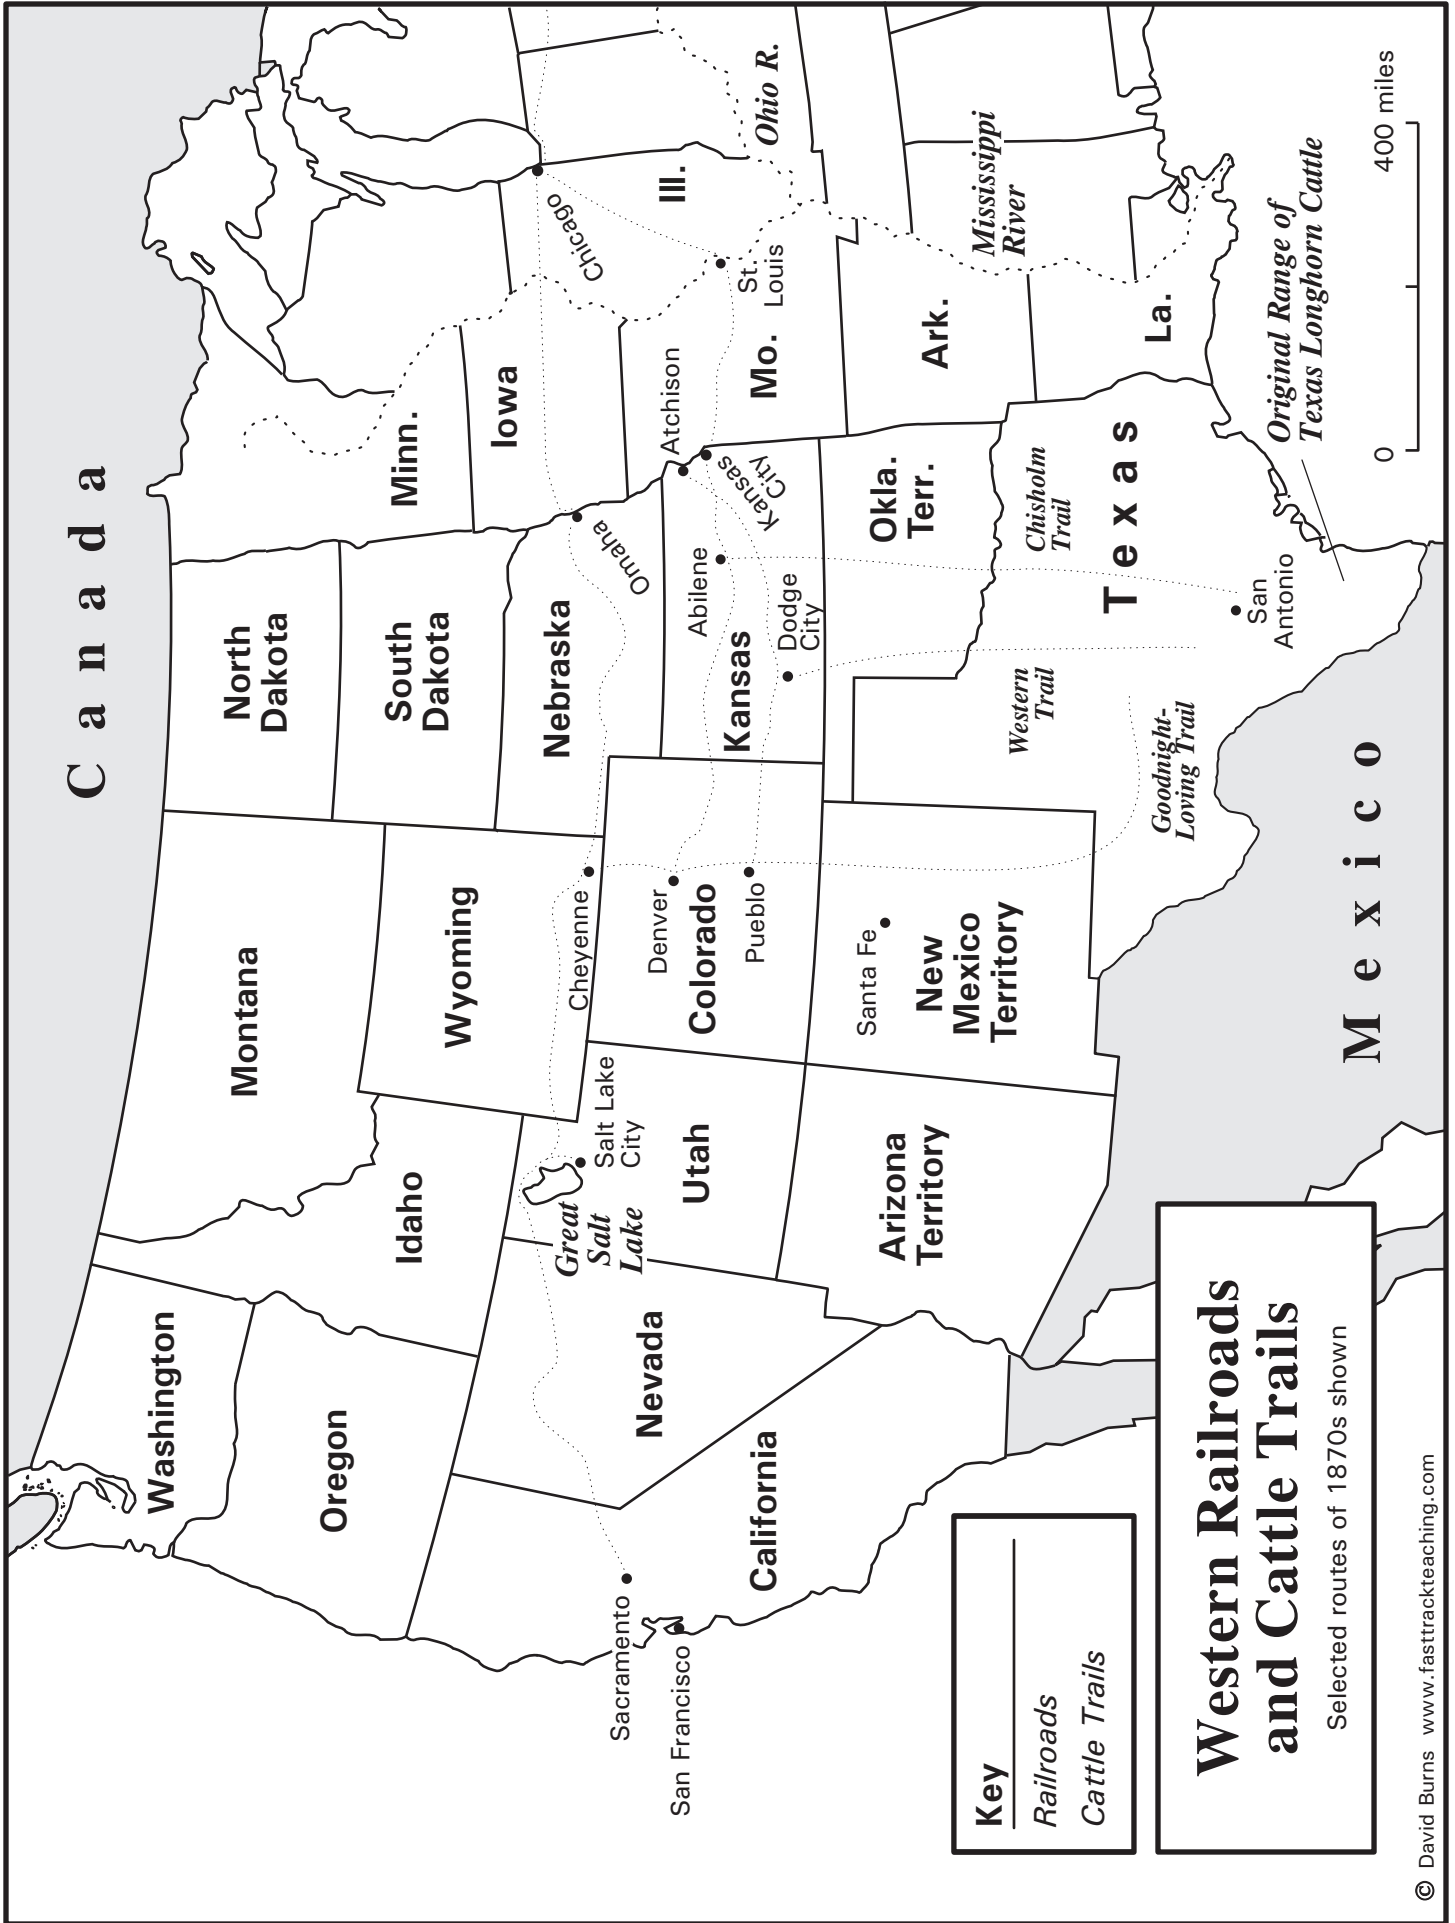 Canada
Washington
Oregon
Idaho
Montana
North
Dakota
South
Dakota
Minn.
Wyoming
Nebraska
Iowa
Ill.
Ohio R.
Chicago
St.
Louis
Omaha
Atchison
Kansas
City
Mo.
Abilene
Kansas
Dodge
City
Cheyenne
Denver
Colorado
Pueblo
Salt Lake
City
Great
Salt
Lake
Utah
Nevada
California
Sacramento
San Francisco
Arizona
Territory
Santa Fe
New
Mexico
Territory
Okla.
Terr.
Ark.
Mississippi
River
La.
Texas
Chisholm
Trail
Western
Trail
Goodnight-
Loving Trail
San
Antonio
Original Range of
Texas Longhorn Cattle
Mexico
0 400 miles
Key
Railroads
Cattle Trails
Western Railroads
and Cattle Trails
Selected routes of 1870s shown
© David Burns www.fasttrackteaching.com